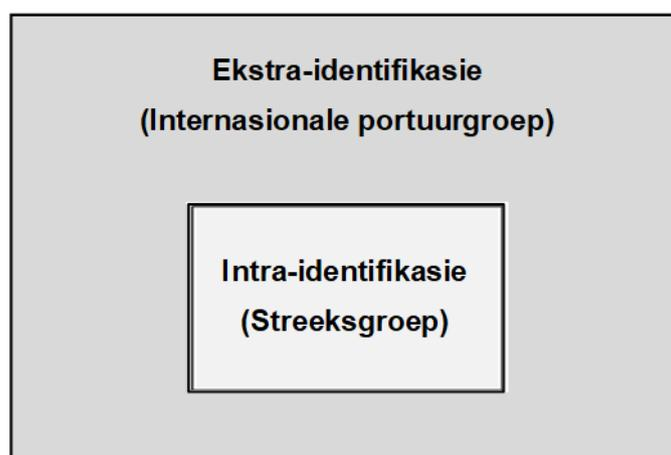 Ekstra-identifikasie
(Internasionale portuurgroep)
Intra-identifikasie
(Streeksgroep)